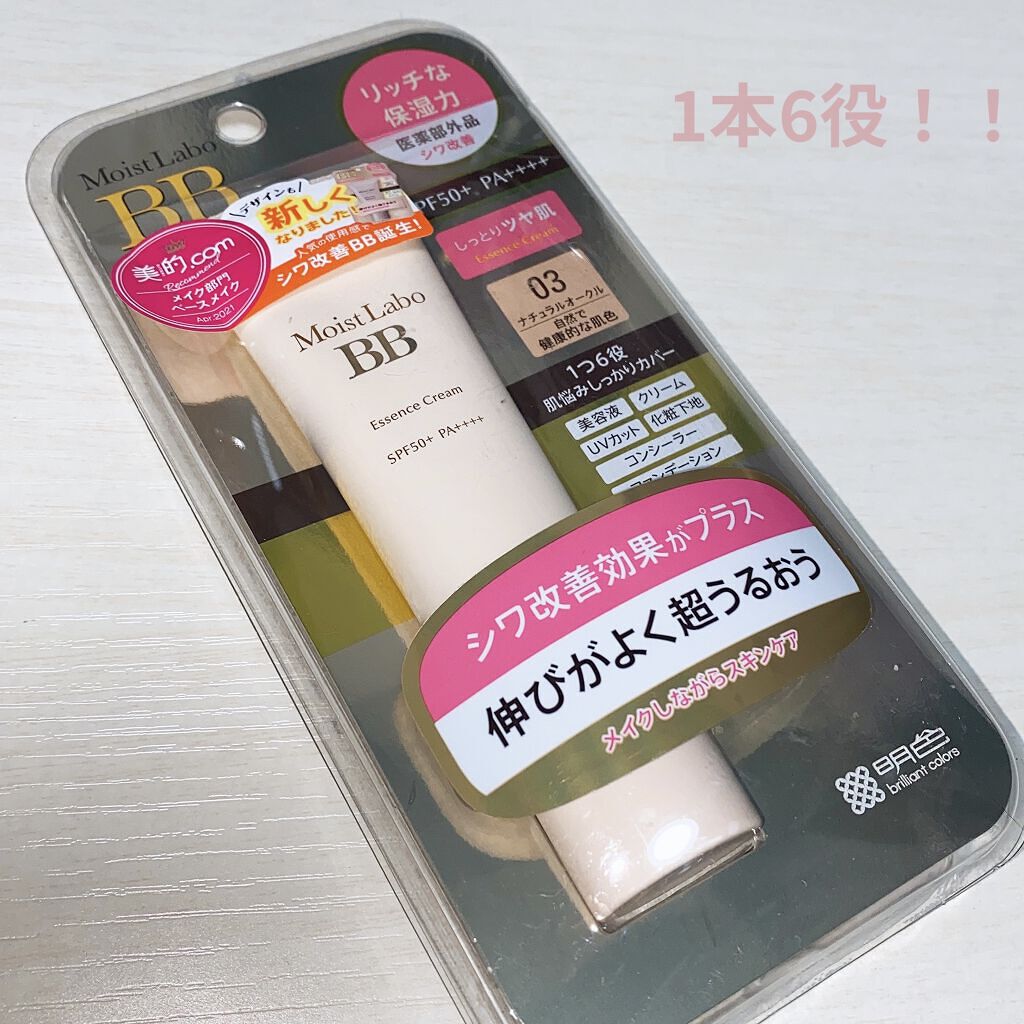 1本6役！！
リッチな
保湿力
医薬部外品
シワ改善
Moist Labo
BB
SPF50+ PA++++
デザインも
新しく
なりました!
人気の使用感で
シワ改善BB誕生!
美的.com
Recommend
メイク部門
ベースメイク
Apr.2021
しっとりツヤ肌
Essence Cream
03
ナチュラルオークル
自然で
健康的な肌色
Moist Labo
BB
Essence Cream
SPF50+ PA++++
1つ6役
肌悩みしっかりカバー
美容液 クリーム
UVカット 化粧下地
コンシーラー
ファンデーション
シワ改善効果がプラス
伸びがよく超うるおう
メイクしながらスキンケア
明色
brilliant colors